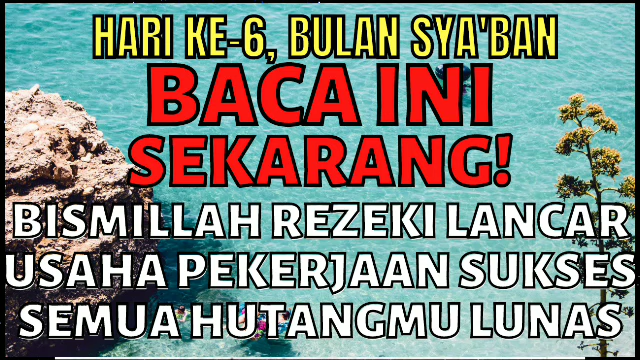 HARI KE-6, BULAN SYA'BAN
BACA INI
SEKARANG!
BISMILLAH REZEKI LANCAR
USAHA PEKERJAAN SUKSES
SEMUA HUTANGMU LUNAS